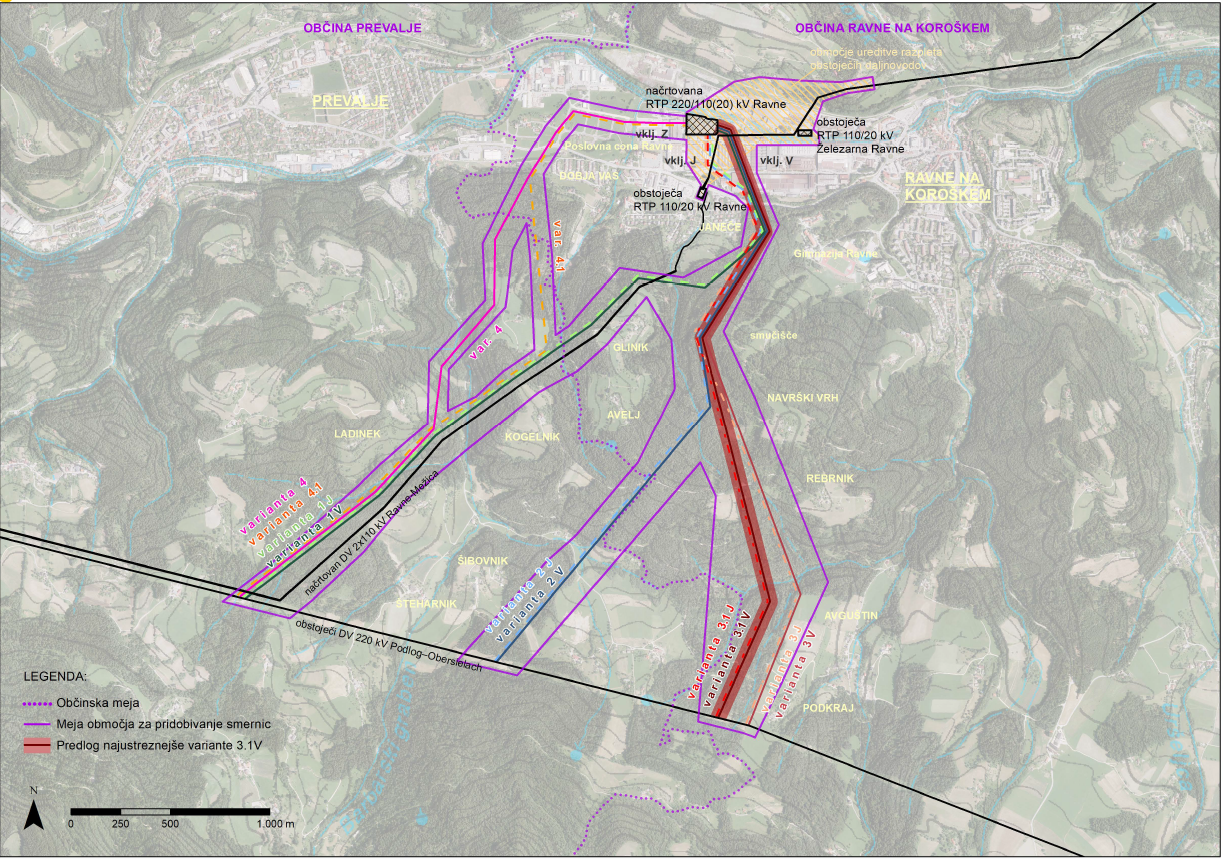 OBČINA PREVALJE
OBČINA RAVNE NA KOROŠKEM
območje ureditve razpleta
obstoječih daljnovodov
PREVALJE
načrtovana
RTP 220/110(20) kV Ravne
obstoječa
RTP 110/20 kV
Železarna Ravne
vklj. Z
Poslovna cona Ravne
vklj. J
vklj. V
DOBJA VAS
RAVNE NA
KOROŠKEM
obstoječa
RTP 110/20 kV Ravne
JANEČE
var. 4.1
Gimnazija Ravne
var. 4
GLINIK
smučišče
NAVRŠKI VRH
AVELJ
LADINEK
KOGELNIK
REBRNIK
varianta 4
varianta 4.1
varianta 1J
varianta 1V
načrtovan DV 2x110 kV Ravne-Mežica
ŠIBOVNIK
varianta 2 J
varianta 2 V
ŠTEHARNIK
obstoječi DV 220 kV Podlog–Obersielach
AVGUŠTIN
varianta 3.1J
varianta 3.1V
varianta 3J
varianta 3V
PODKRAJ
LEGENDA:
Občinska meja
Meja območja za pridobivanje smernic
Predlog najustreznejše variante 3.1V
N
0 250 500 1.000 m